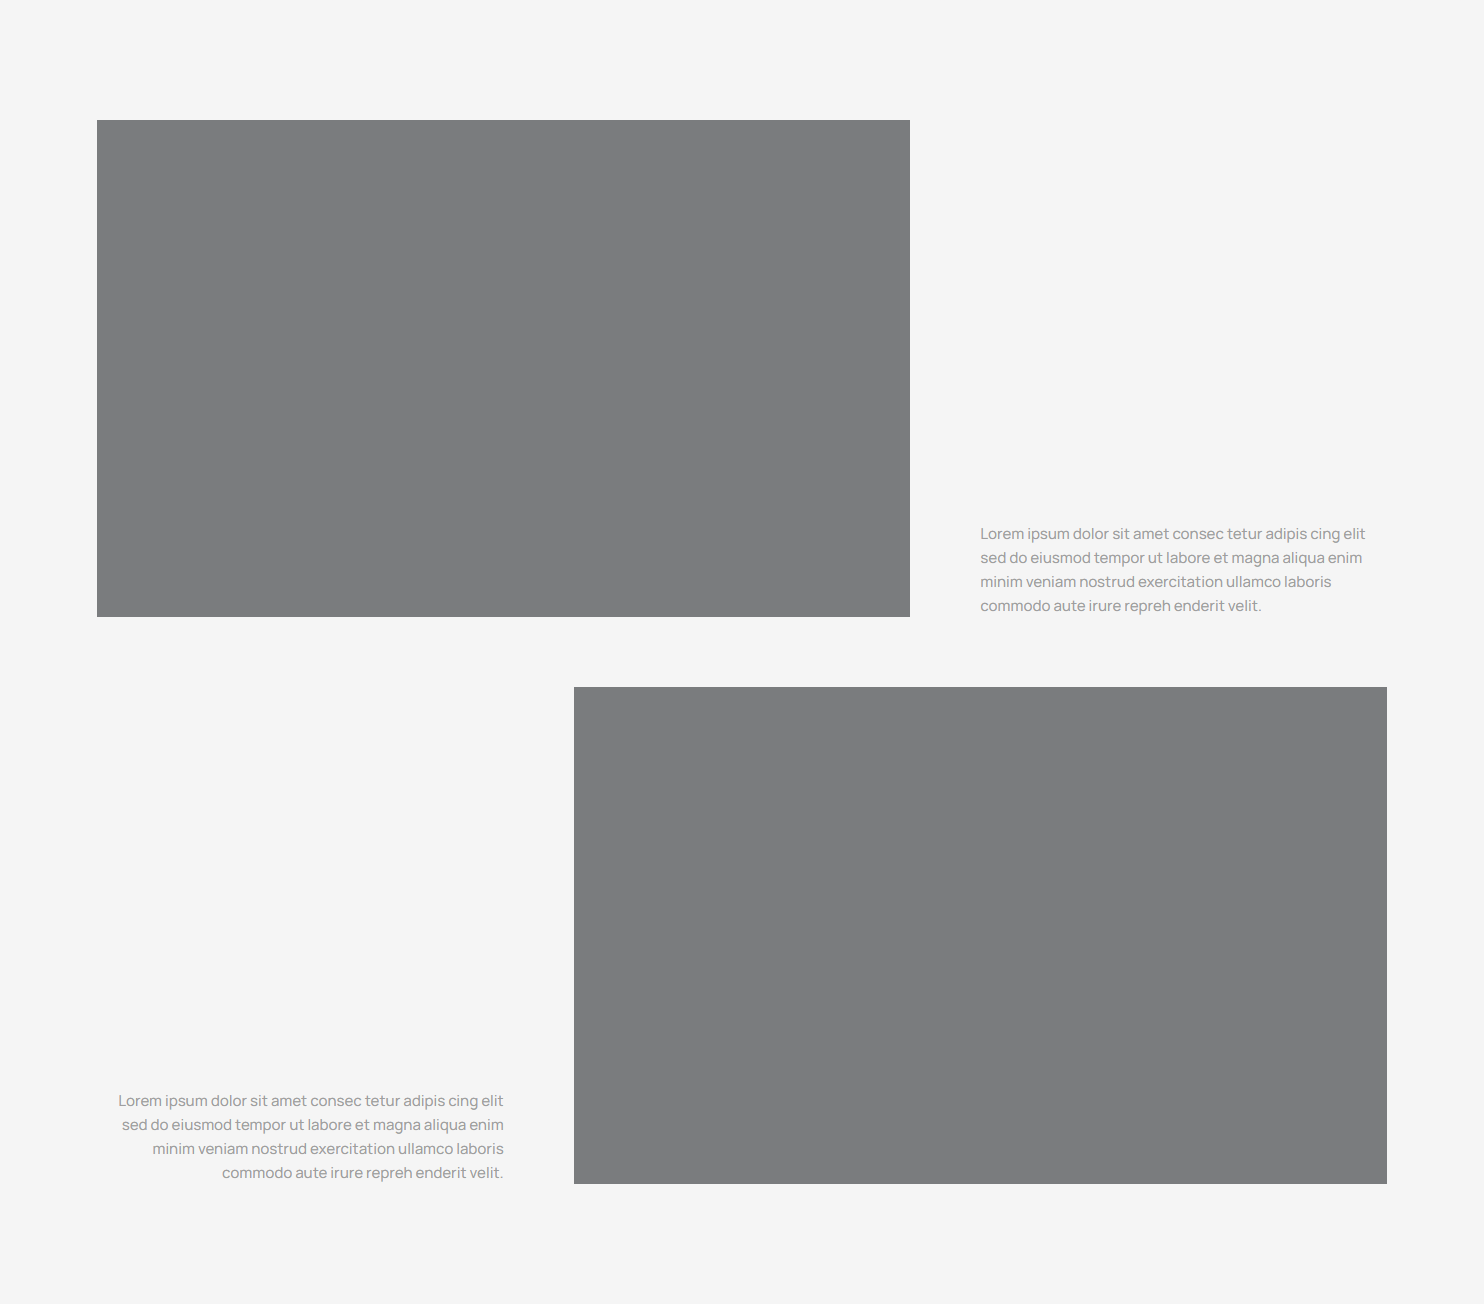 Lorem ipsum dolor sit amet consec tetur adipis cing elit
sed do eiusmod tempor ut labore et magna aliqua enim
minim veniam nostrud exercitation ullamco laboris
commodo aute irure repreh enderit velit.
Lorem ipsum dolor sit amet consec tetur adipis cing elit
sed do eiusmod tempor ut labore et magna aliqua enim
minim veniam nostrud exercitation ullamco laboris
commodo aute irure repreh enderit velit.